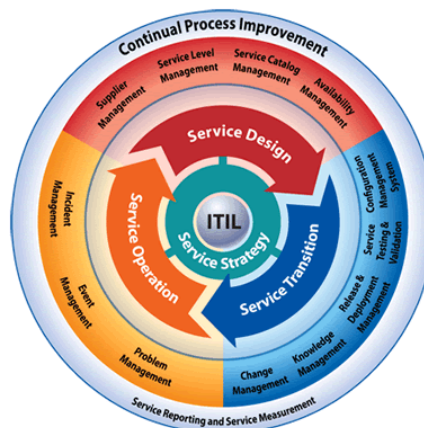 Continual Process Improvement
Supplier
Management
Service Level
Management
Service Catalog
Management
Availability
Management
Configuration
Management
System
Service
Testing &
Validation
Release &
Deployment
Management
Knowledge
Management
Change
Management
Problem
Management
Event
Management
Incident
Management
Service Design
Service Transition
Service Operation
Service Strategy
ITIL
Service Reporting and Service Measurement